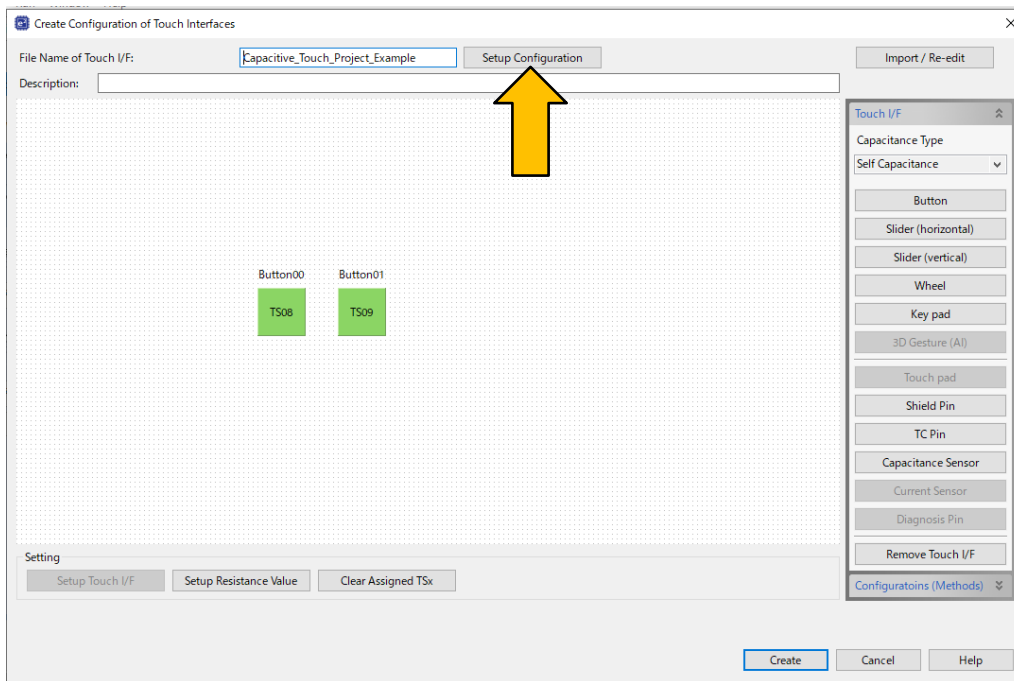 Create Configuration of Touch Interfaces
File Name of Touch I/F: Capacitive_Touch_Project_Example Setup Configuration Import / Re-edit
Description:
Touch I/F
Capacitance Type
Self Capacitance
Button
Slider (horizontal)
Slider (vertical)
Wheel
Key pad
3D Gesture (AI)
Touch pad
Shield Pin
TC Pin
Capacitance Sensor
Current Sensor
Diagnosis Pin
Remove Touch I/F
Configuratoins (Methods)
Button00 Button01
TS08 TS09
Setting
Setup Touch I/F Setup Resistance Value Clear Assigned TSx
Create Cancel Help